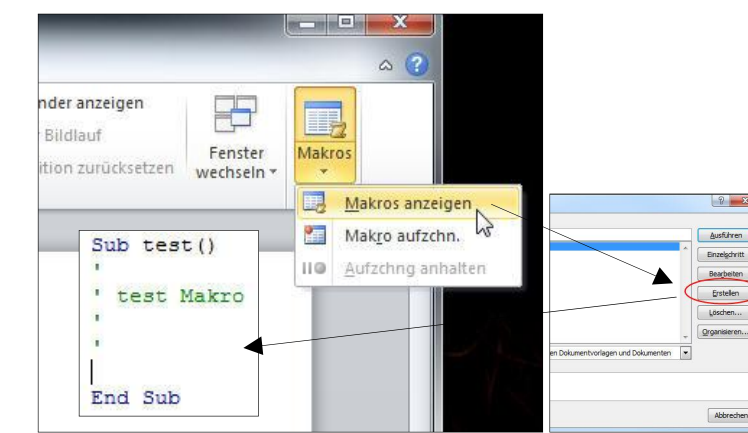 nder anzeigen
Bildlauf
ition zurücksetzen
Fenster
wechseln
Makros
Makros anzeigen
Makro aufzchn.
Aufzchng anhalten
Sub test()
'
' test Makro
'
'
End Sub
Ausführen
Einzelschritt
Bearbeiten
Erstellen
Löschen...
Organisieren...
en Dokumentvorlagen und Dokumenten
Abbrechen